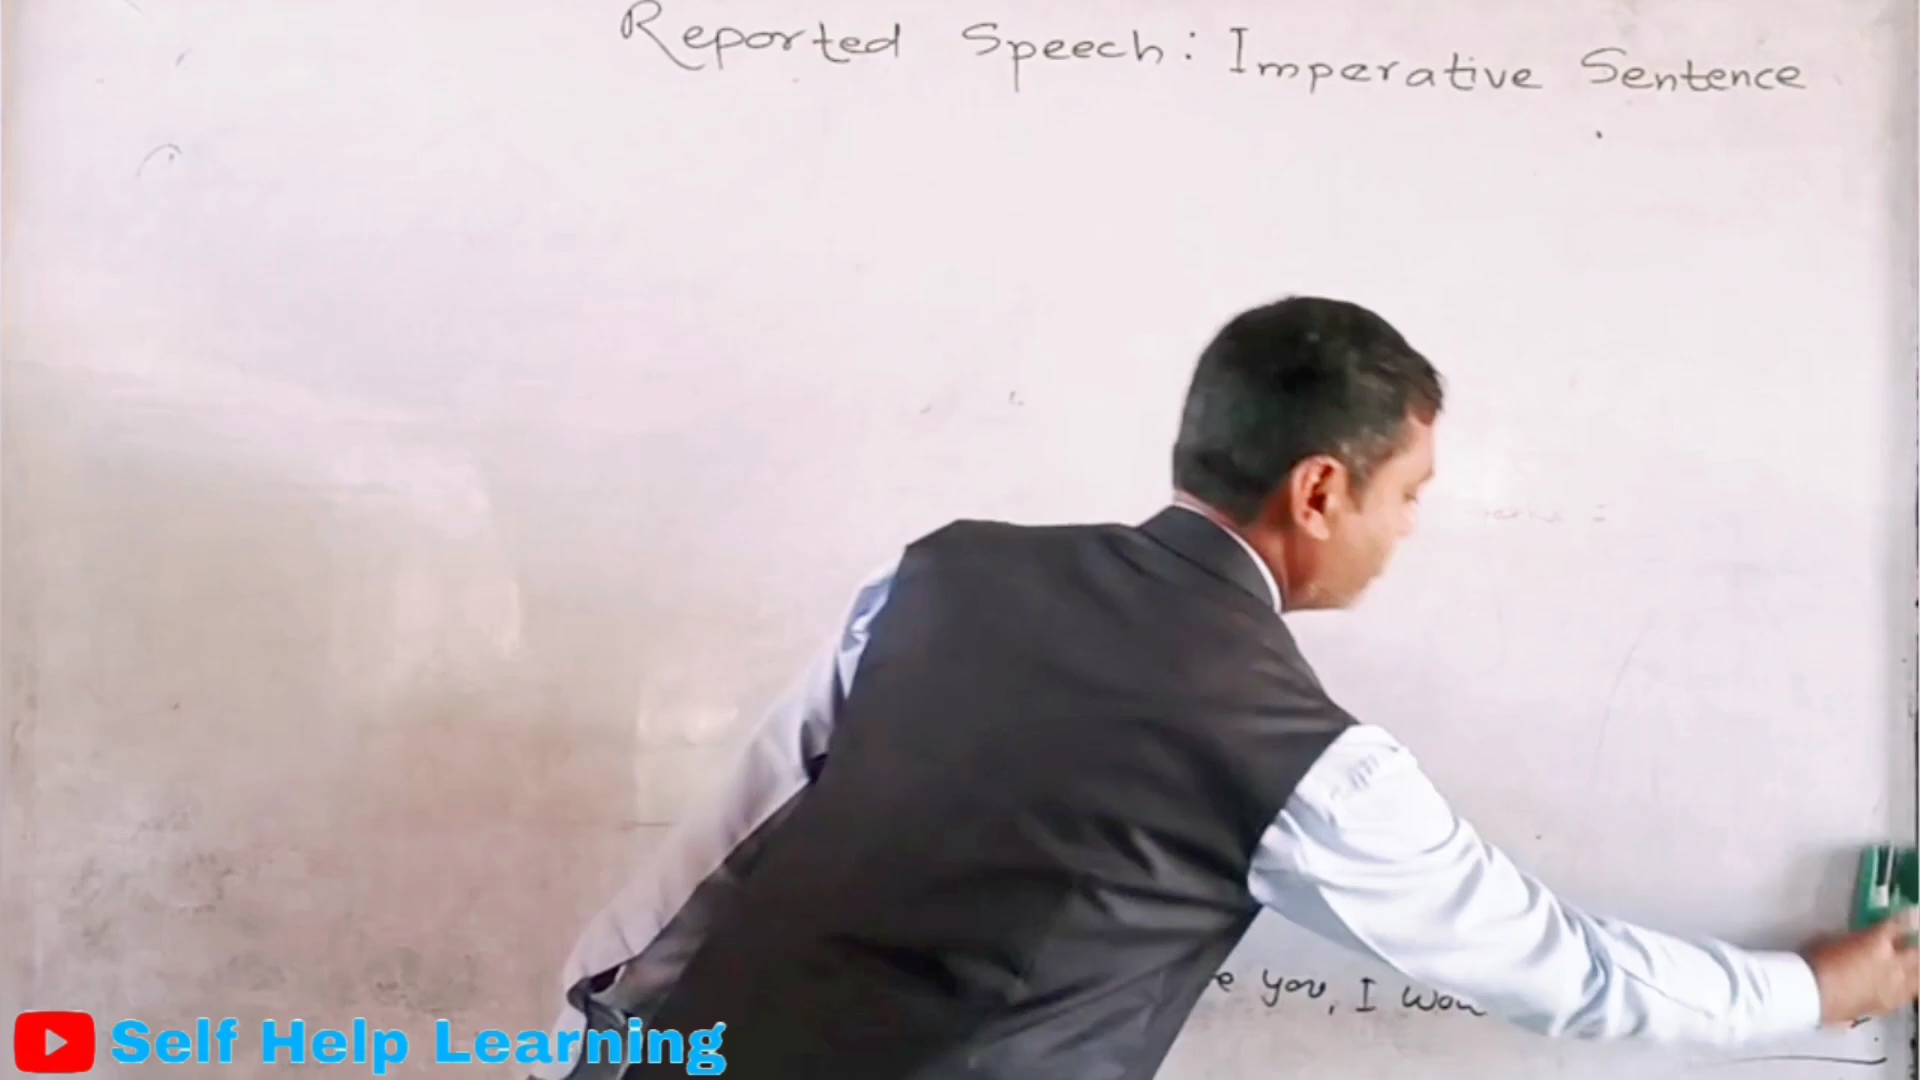 Reported Speech: Imperative Sentence
you, I
Self Help Learning